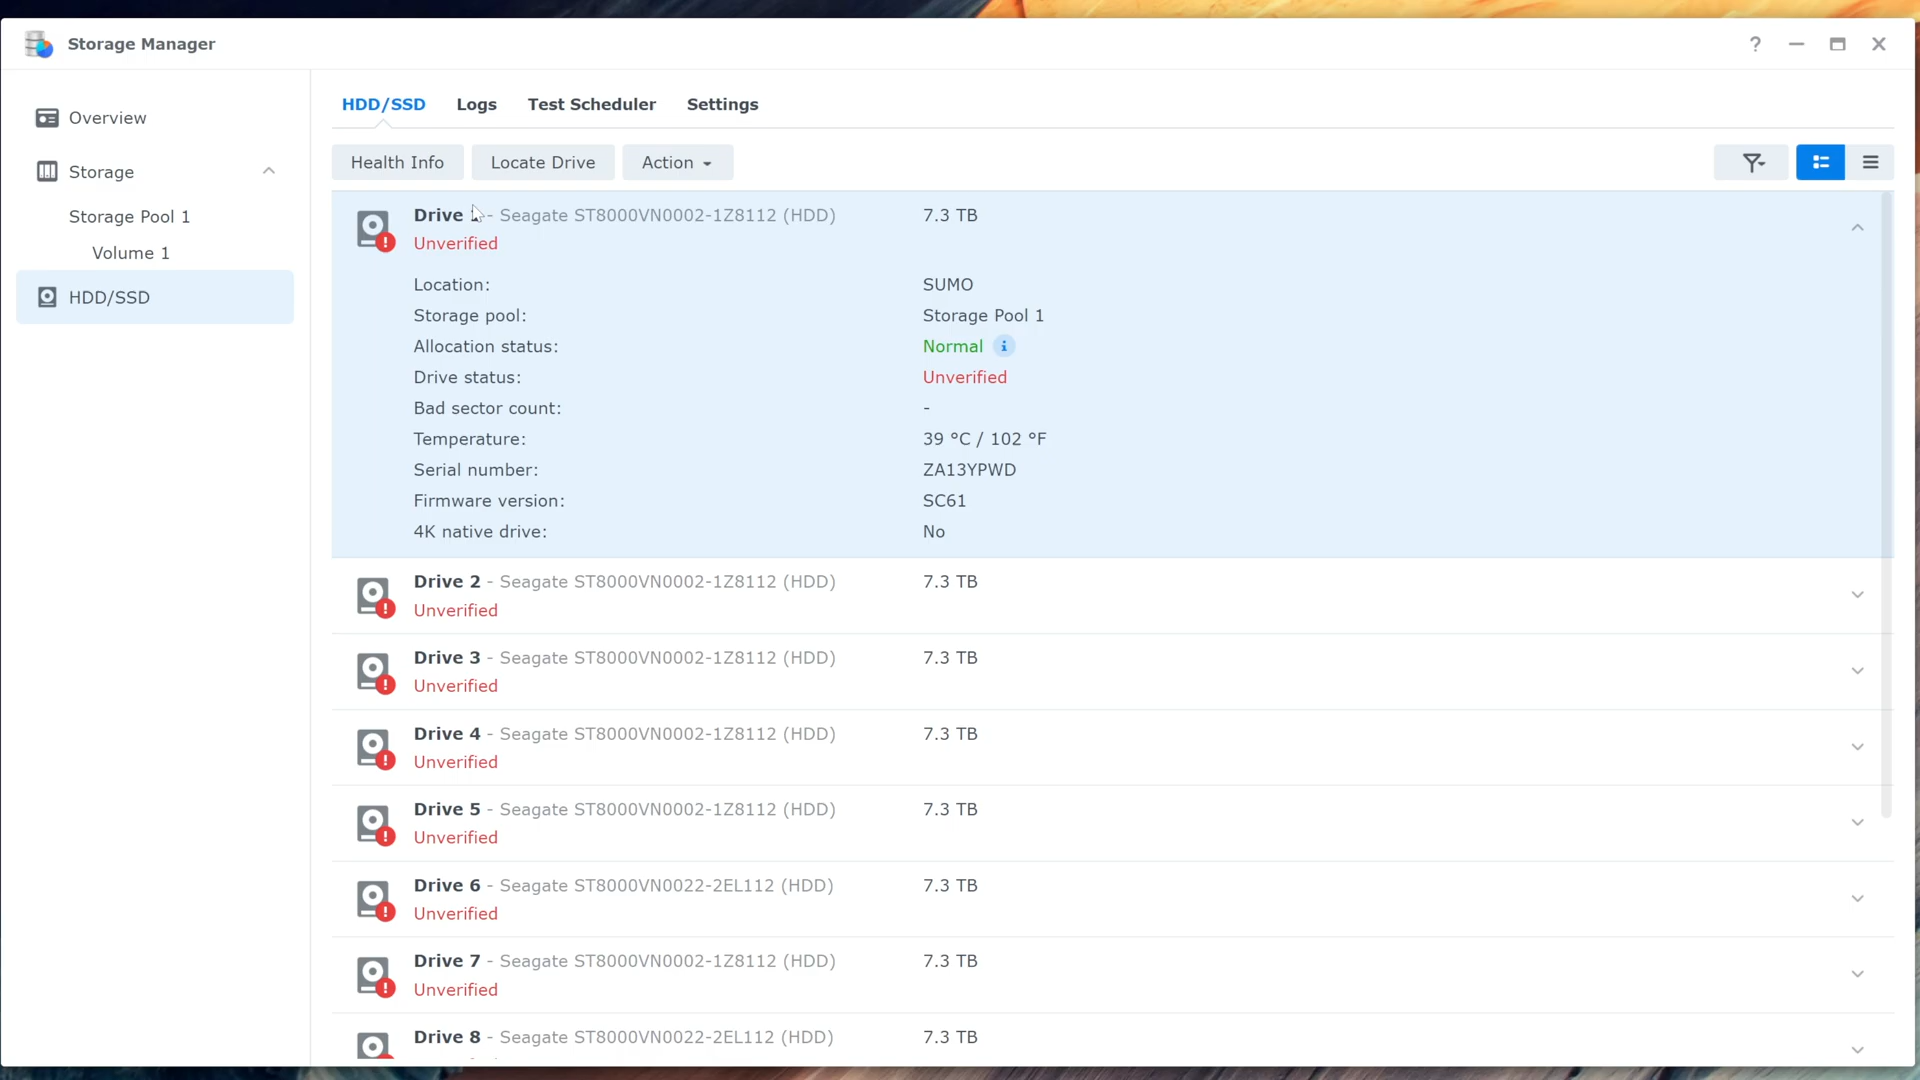 Storage Manager
?
Overview
Storage
Storage Pool 1
Volume 1
HDD/SSD
HDD/SSD Logs Test Scheduler Settings
Health Info Locate Drive Action
Drive - Seagate ST8000VN0002-1Z8112 (HDD) 7.3 TB
Unverified
Location: SUMO
Storage pool: Storage Pool 1
Allocation status: Normal i
Drive status: Unverified
Bad sector count: -
Temperature: 39 °C / 102 °F
Serial number: ZA13YPWD
Firmware version: SC61
4K native drive: No
Drive 2 - Seagate ST8000VN0002-1Z8112 (HDD) 7.3 TB
Unverified
Drive 3 - Seagate ST8000VN0002-1Z8112 (HDD) 7.3 TB
Unverified
Drive 4 - Seagate ST8000VN0002-1Z8112 (HDD) 7.3 TB
Unverified
Drive 5 - Seagate ST8000VN0002-1Z8112 (HDD) 7.3 TB
Unverified
Drive 6 - Seagate ST8000VN0022-2EL112 (HDD) 7.3 TB
Unverified
Drive 7 - Seagate ST8000VN0002-1Z8112 (HDD) 7.3 TB
Unverified
Drive 8 - Seagate ST8000VN0022-2EL112 (HDD) 7.3 TB